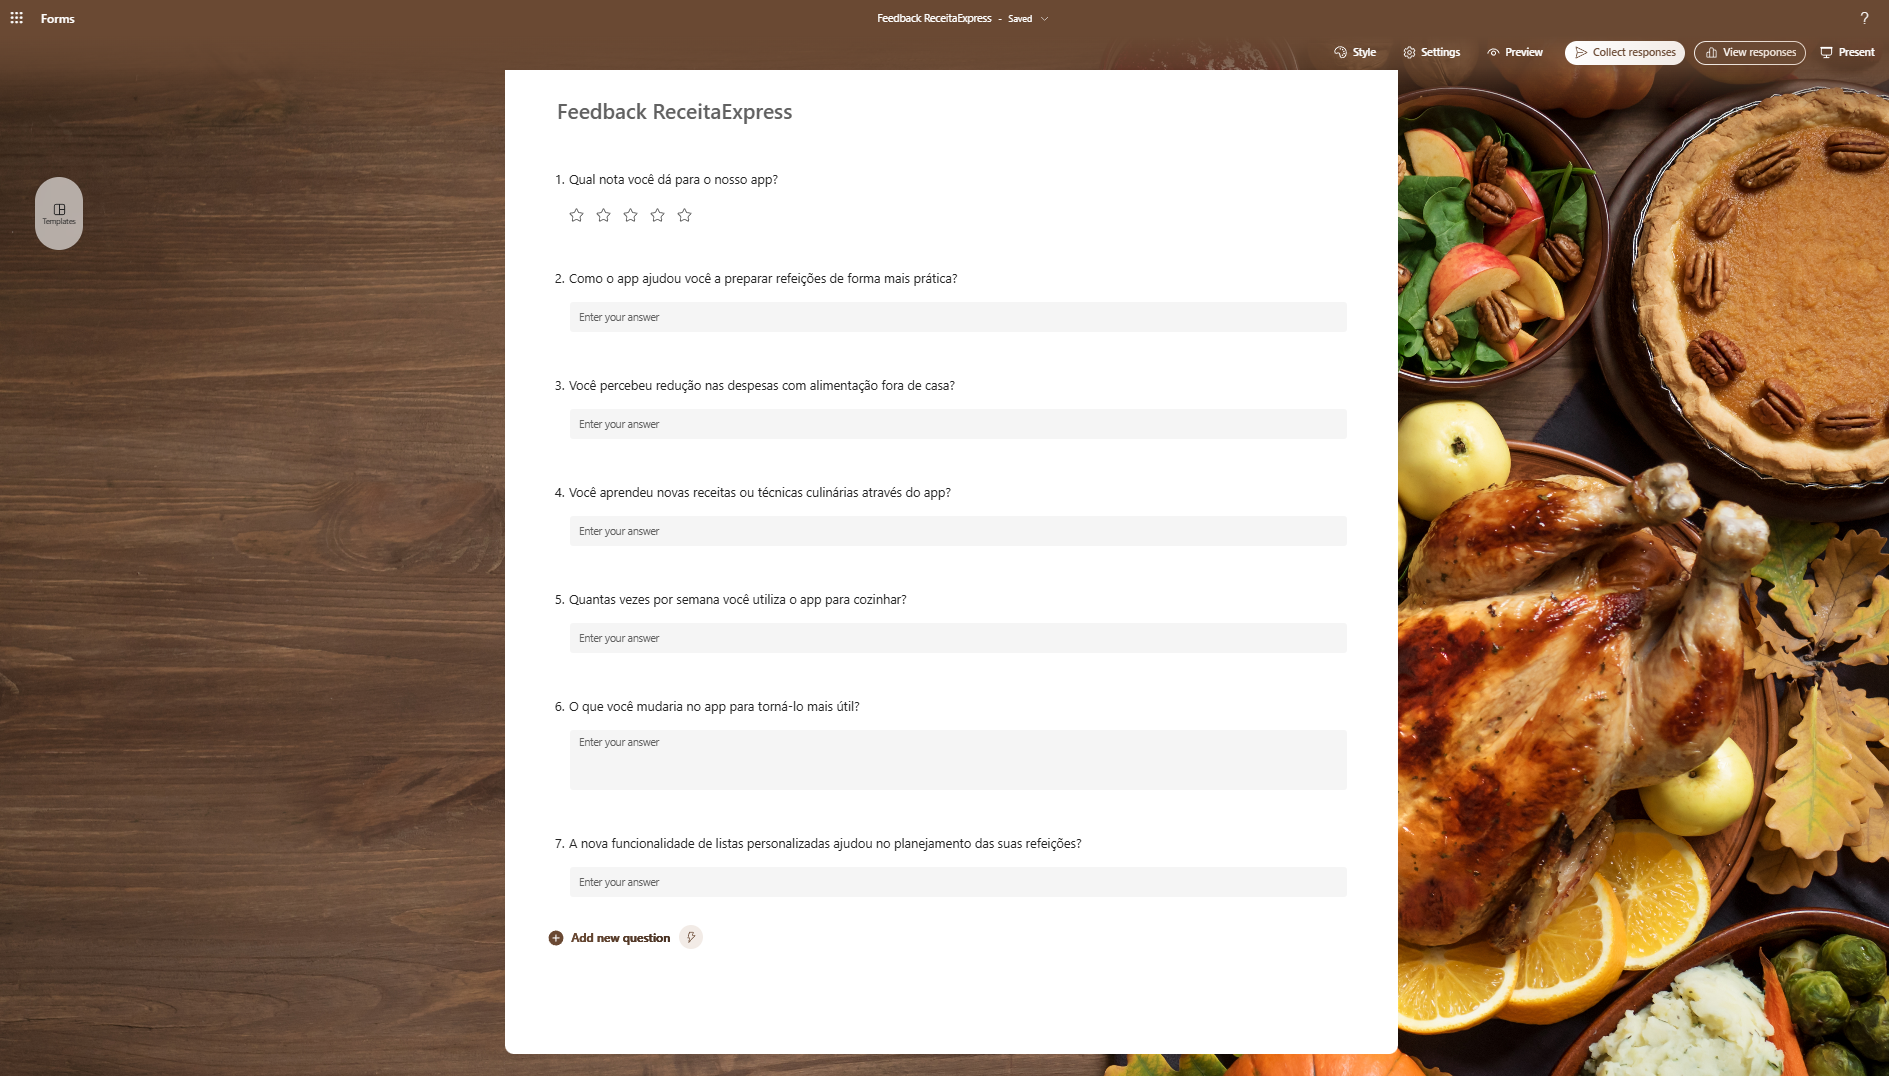 Forms
Feedback ReceitaExpress - Saved
?
Style
Settings
Preview
Collect responses
View responses
Present
Templates
Feedback ReceitaExpress
1. Qual nota você dá para o nosso app?
2. Como o app ajudou você a preparar refeições de forma mais prática?
Enter your answer
3. Você percebeu redução nas despesas com alimentação fora de casa?
Enter your answer
4. Você aprendeu novas receitas ou técnicas culinárias através do app?
Enter your answer
5. Quantas vezes por semana você utiliza o app para cozinhar?
Enter your answer
6. O que você mudaria no app para torná-lo mais útil?
Enter your answer
7. A nova funcionalidade de listas personalizadas ajudou no planejamento das suas refeições?
Enter your answer
Add new question